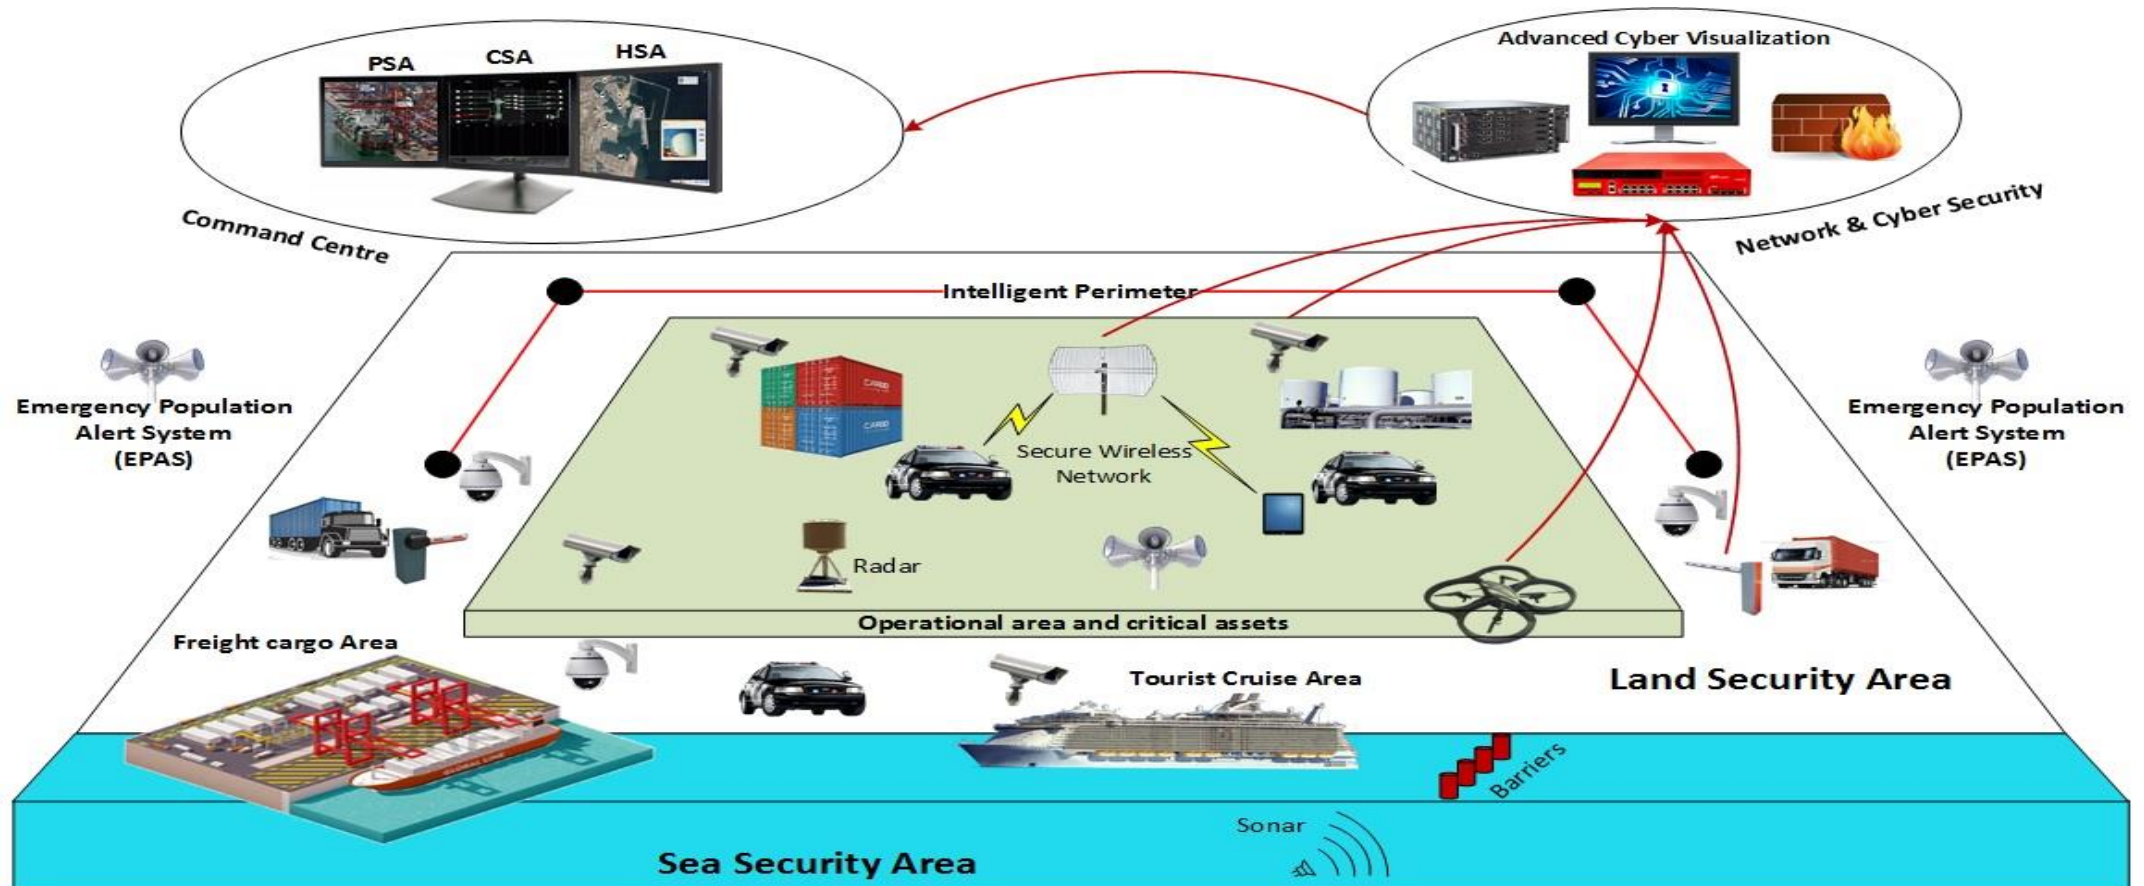 Advanced Cyber Visualization
PSA
CSA
HSA
Command Centre
Network & Cyber Security
Intelligent Perimeter
CARGO
CARGO
Emergency Population
Alert System
(EPAS)
Secure Wireless
Network
Emergency Population
Alert System
(EPAS)
Radar
Operational area and critical assets
Freight cargo Area
Tourist Cruise Area
Land Security Area
Barriers
Sonar
Sea Security Area